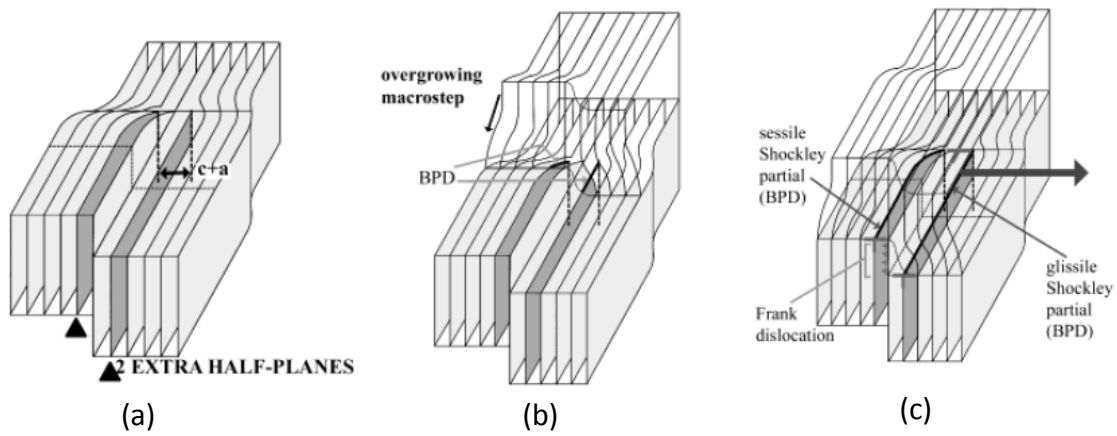 c+a
2 EXTRA HALF-PLANES
(a)
overgrowing
macrostep
BPD
(b)
sessile
Shockley
partial
(BPD)
Frank
dislocation
glissile
Shockley
partial
(BPD)
(c)